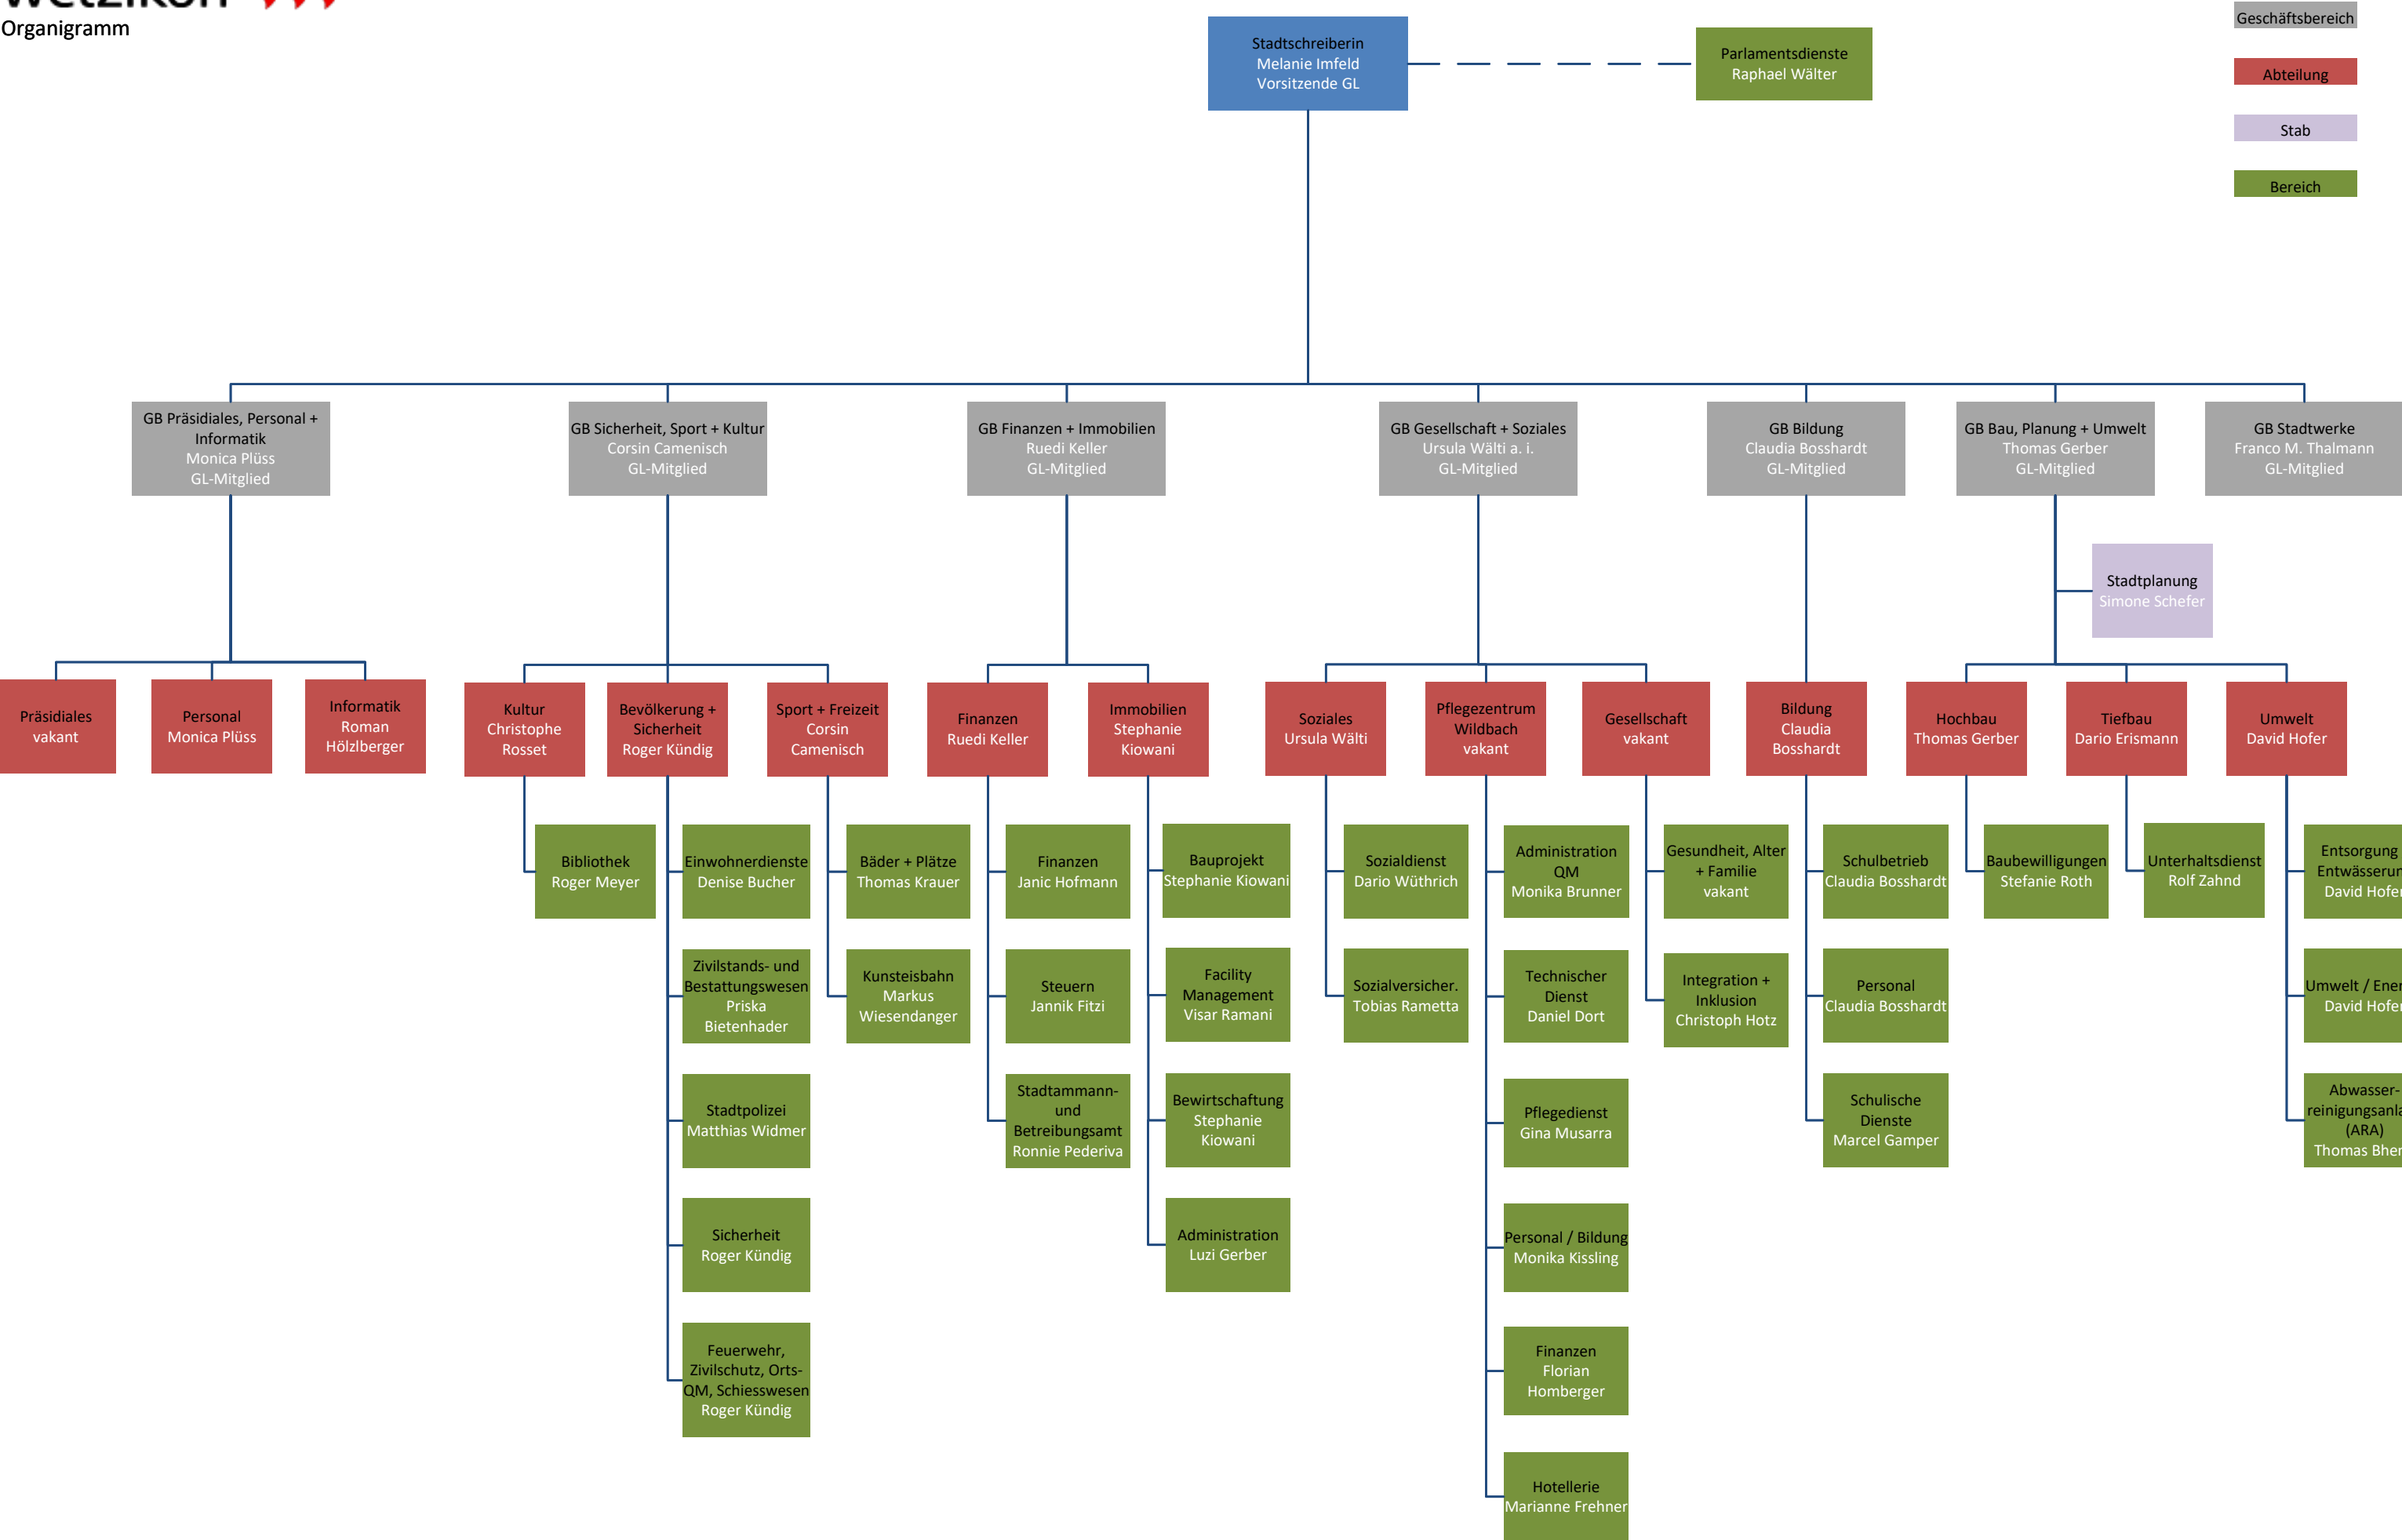 Organigramm
Geschäftsbereich
Abteilung
Stab
Bereich
Stadtschreiberin
Melanie Imfeld
Vorsitzende GL
Parlamentsdienste
Raphael Wälter
GB Präsidiales, Personal +
Informatik
Monica Plüss
GL-Mitglied
GB Sicherheit, Sport + Kultur
Corsin Camenisch
GL-Mitglied
GB Finanzen + Immobilien
Ruedi Keller
GL-Mitglied
GB Gesellschaft + Soziales
Ursula Wälti a. i.
GL-Mitglied
GB Bildung
Claudia Bosshardt
GL-Mitglied
GB Bau, Planung + Umwelt
Thomas Gerber
GL-Mitglied
GB Stadtwerke
Franco M. Thalmann
GL-Mitglied
Stadtplanung
Simone Schefer
Präsidiales
vakant
Personal
Monica Plüss
Informatik
Roman
Hölzlberger
Kultur
Christophe
Rosset
Bevölkerung +
Sicherheit
Roger Kündig
Sport + Freizeit
Corsin
Camenisch
Finanzen
Ruedi Keller
Immobilien
Stephanie
Kiowani
Soziales
Ursula Wälti
Pflegezentrum
Wildbach
vakant
Gesellschaft
vakant
Bildung
Claudia
Bosshardt
Hochbau
Thomas Gerber
Tiefbau
Dario Erismann
Umwelt
David Hofer
Bibliothek
Roger Meyer
Einwohnerdienste
Denise Bucher
Zivilstands- und
Bestattungswesen
Priska
Bietenhader
Stadtpolizei
Matthias Widmer
Sicherheit
Roger Kündig
Feuerwehr,
Zivilschutz, Orts-
QM, Schiesswesen
Roger Kündig
Bäder + Plätze
Thomas Krauer
Kunsteisbahn
Markus
Wiesendanger
Finanzen
Janic Hofmann
Steuern
Jannik Fitzi
Stadtammann-
und
Betreibungsamt
Ronnie Pederiva
Bauprojekt
Stephanie Kiowani
Facility
Management
Visar Ramani
Bewirtschaftung
Stephanie
Kiowani
Administration
Luzi Gerber
Sozialdienst
Dario Wüthrich
Sozialversicher.
Tobias Rametta
Administration
QM
Monika Brunner
Technischer
Dienst
Daniel Dort
Pflegedienst
Gina Musarra
Personal / Bildung
Monika Kissling
Finanzen
Florian
Homberger
Hotellerie
Marianne Frehner
Gesundheit, Alter
+ Familie
vakant
Integration +
Inklusion
Christoph Hotz
Schulbetrieb
Claudia Bosshardt
Personal
Claudia Bosshardt
Schulische
Dienste
Marcel Gamper
Baubewilligungen
Stefanie Roth
Unterhaltsdienst
Rolf Zahnd
Entsorgung
David
Umwelt /
David
Abwasser-
(ARA)
Thomas